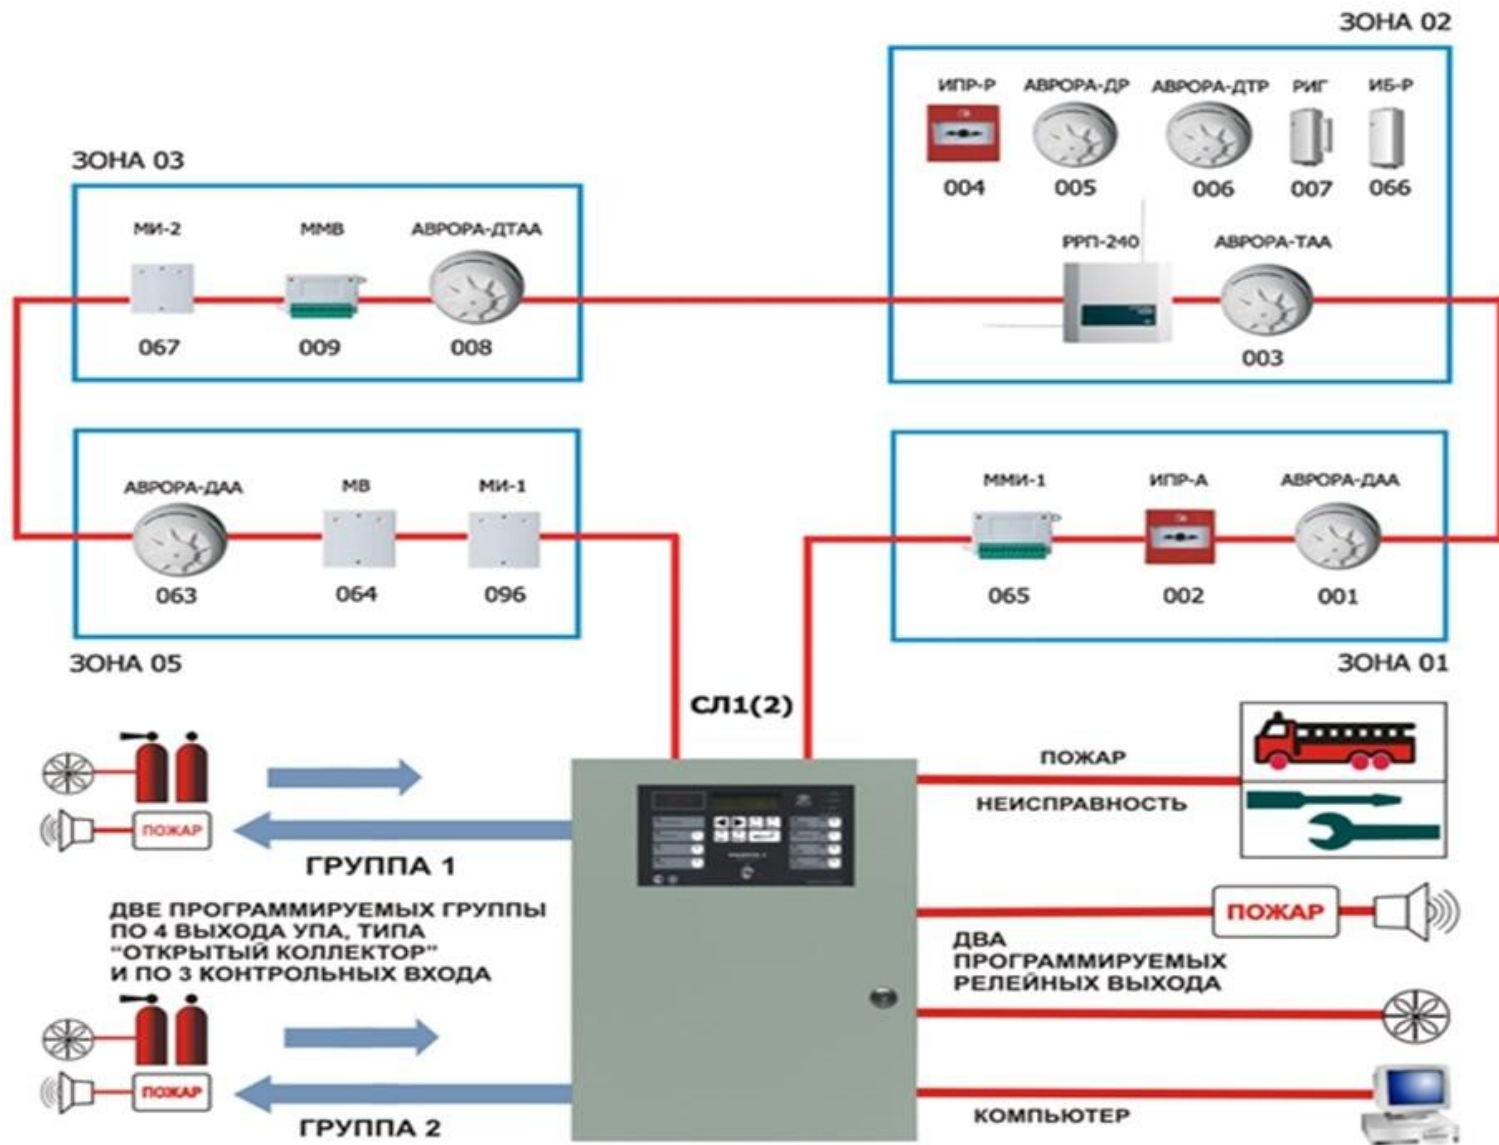 ЗОНА 02
ИПР-Р АВРОРА-ДР АВРОРА-ДТР РИГ ИБ-Р
004 005 006 007 066
РРП-240 АВРОРА-ТАА
003
ЗОНА 03
МИ-2 ММВ АВРОРА-ДТАА
067 009 008
АВРОРА-ДАА МВ МИ-1
063 064 096
ЗОНА 05
ММИ-1 ИПР-А АВРОРА-ДАА
065 002 001
ЗОНА 01
СЛ1(2)
ПОЖАР
ГРУППА 1
ДВЕ ПРОГРАММИРУЕМЫХ ГРУППЫ
ПО 4 ВЫХОДА УПА, ТИПА
“ОТКРЫТЫЙ КОЛЛЕКТОР”
И ПО 3 КОНТРОЛЬНЫХ ВХОДА
ПОЖАР
ГРУППА 2
ПОЖАР
НЕИСПРАВНОСТЬ
ПОЖАР
ДВА
ПРОГРАММИРУЕМЫХ
РЕЛЕЙНЫХ ВЫХОДА
КОМПЬЮТЕР